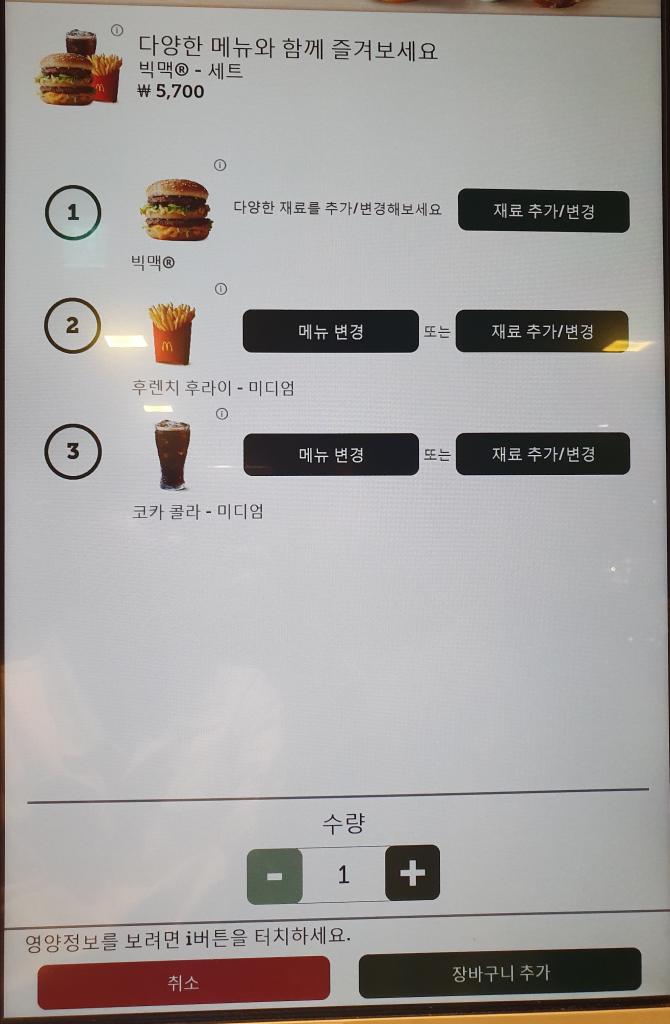 다양한 메뉴와 함께 즐겨보세요
빅맥® - 세트
₩ 5,700
1
다양한 재료를 추가/변경해보세요
재료 추가/변경
빅맥®
2
메뉴 변경
또는
재료 추가/변경
후렌치 후라이 - 미디엄
3
메뉴 변경
또는
재료 추가/변경
코카 콜라 - 미디엄
수량
- 1 +
영양정보를 보려면 i버튼을 터치하세요.
취소
장바구니 추가